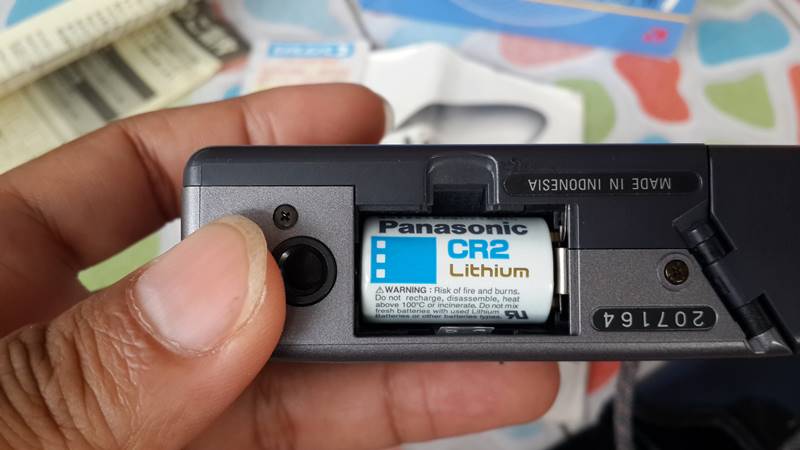 MADE IN INDONESIA
Panasonic
CR2
Lithium
⚠WARNING : Risk of fire and burns.
Do not recharge, disassemble, heat
above 100°C or incinerate. Do not mix
fresh batteries with used Lithium
Batteries or other batteries types.
207164